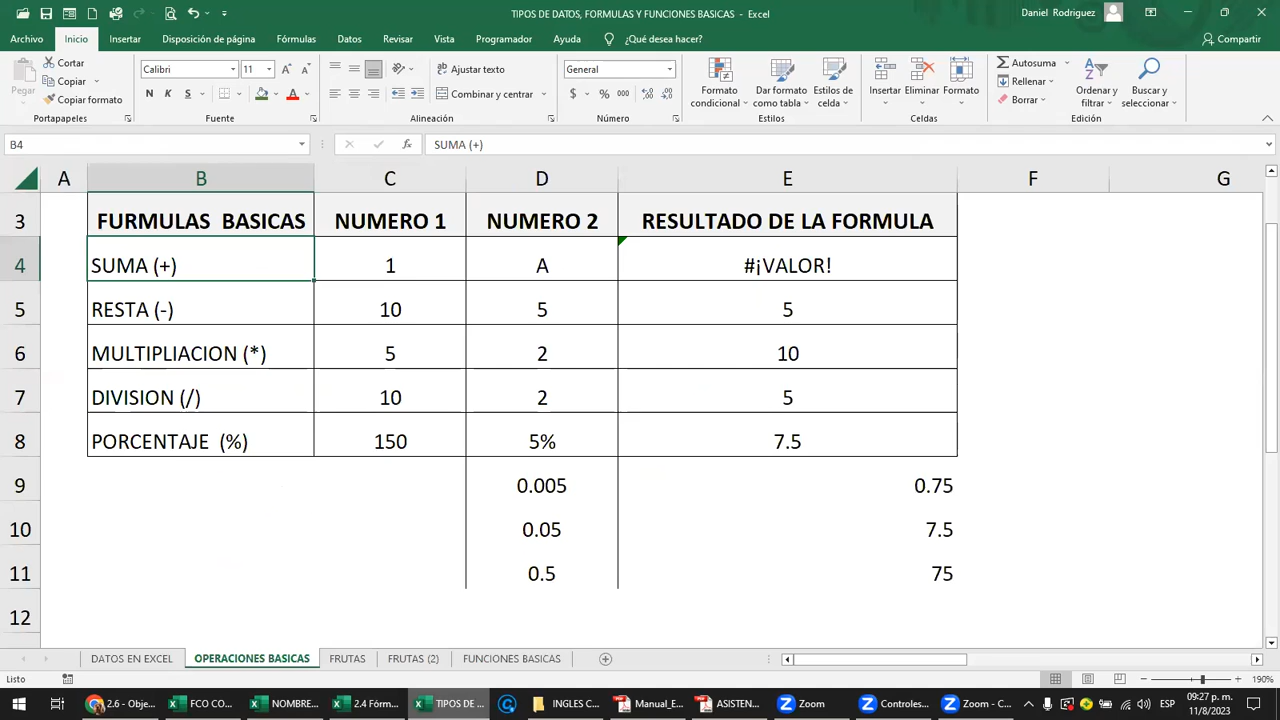 TIPOS DE DATOS, FORMULAS Y FUNCIONES BASICAS - Excel
Daniel Rodriguez
Archivo Inicio Insertar Disposición de página Fórmulas Datos Revisar Vista Programador Ayuda ¿Qué desea hacer? Compartir
Pegar Cortar Copiar Copiar formato
Calibri 11 N K S
Ajustar texto Combinar y centrar
General $ % 000
Formato condicional Dar formato como tabla Estilos de celda
Insertar Eliminar Formato
Autosuma Rellenar Borrar Ordenar y filtrar Buscar y seleccionar
Portapapeles Fuente Alineación Número Estilos Celdas Edición
B4 fx SUMA (+)
A B C D E F G
3 FURMULAS BASICAS NUMERO 1 NUMERO 2 RESULTADO DE LA FORMULA
4 SUMA (+) 1 A #¡VALOR!
5 RESTA (-) 10 5 5
6 MULTIPLIACION (*) 5 2 10
7 DIVISION (/) 10 2 5
8 PORCENTAJE (%) 150 5% 7.5
9 0.005 0.75
10 0.05 7.5
11 0.5 75
12
DATOS EN EXCEL OPERACIONES BASICAS FRUTAS FRUTAS (2) FUNCIONES BASICAS
Listo 190%
2.6 - Obje... FCO CO... NOMBRE... 2.4 Fórm... TIPOS DE ... INGLES C... Manual_E... ASISTEN... Zoom Controles... Zoom - C... ESP 09:27 p. m.
11/8/2023